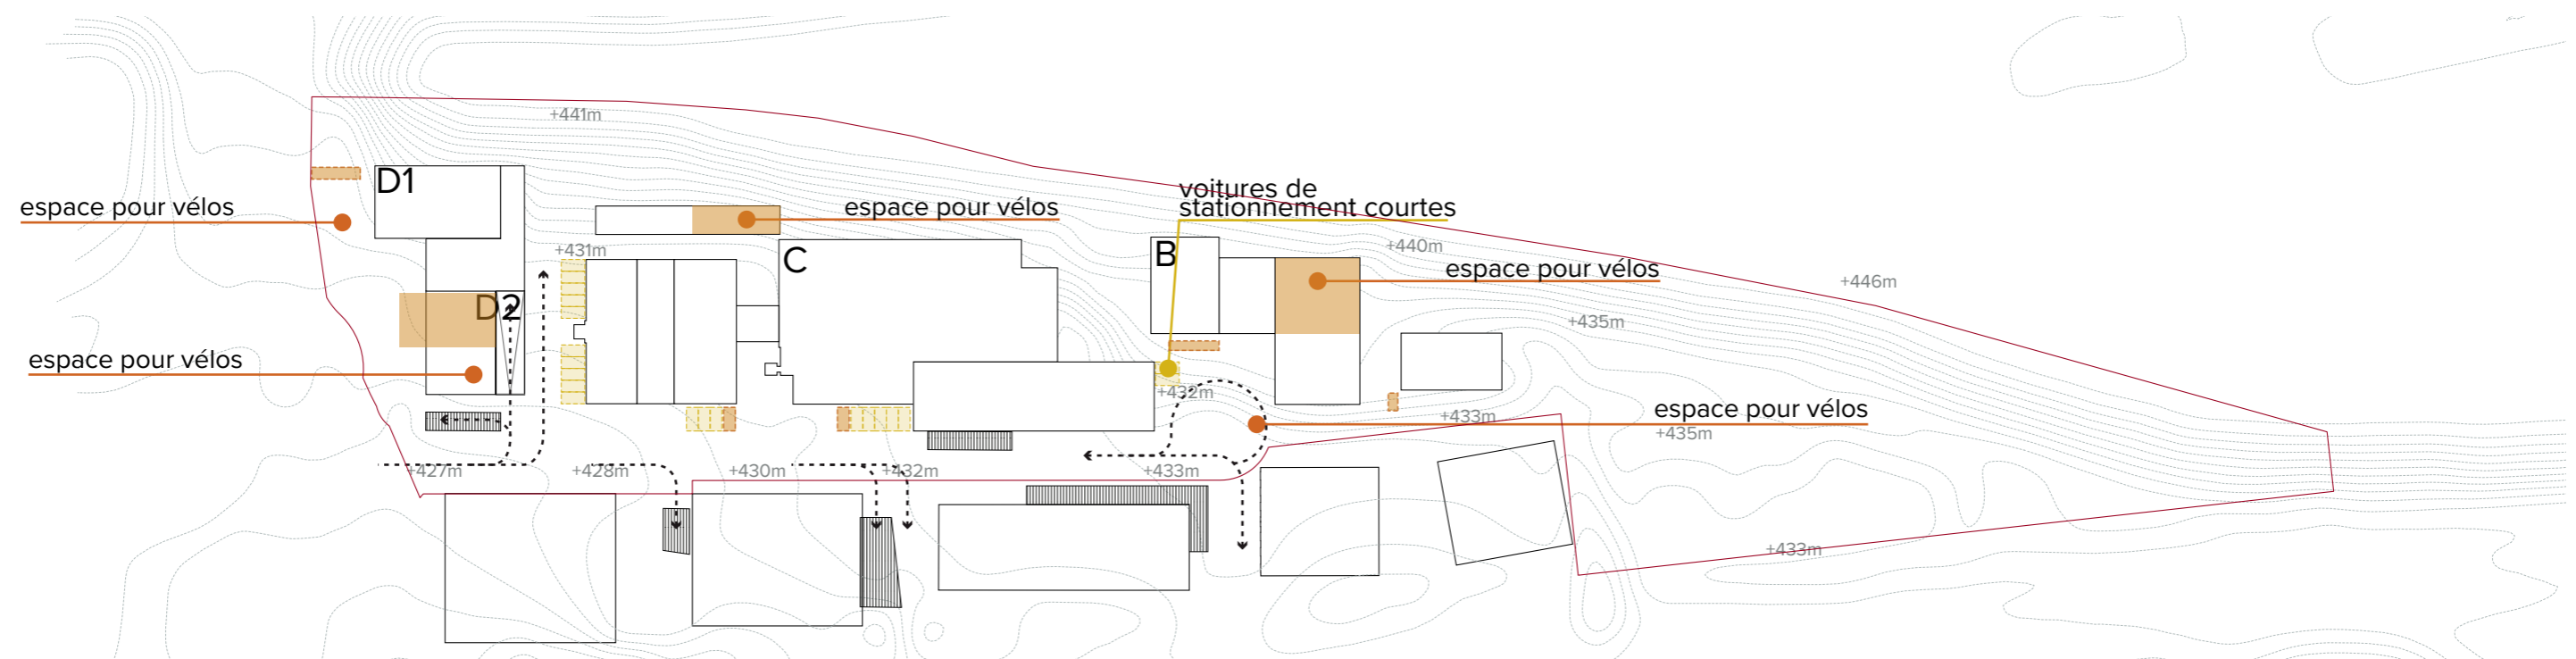 +441m
D1
voitures de
stationnement courtes
espace pour vélos
espace pour vélos
+431m
C
B
+440m
espace pour vélos
+446m
D2
+435m
espace pour vélos
+432m
espace pour vélos
+433m
+435m
+427m
+428m
+430m
+432m
+433m
+433m